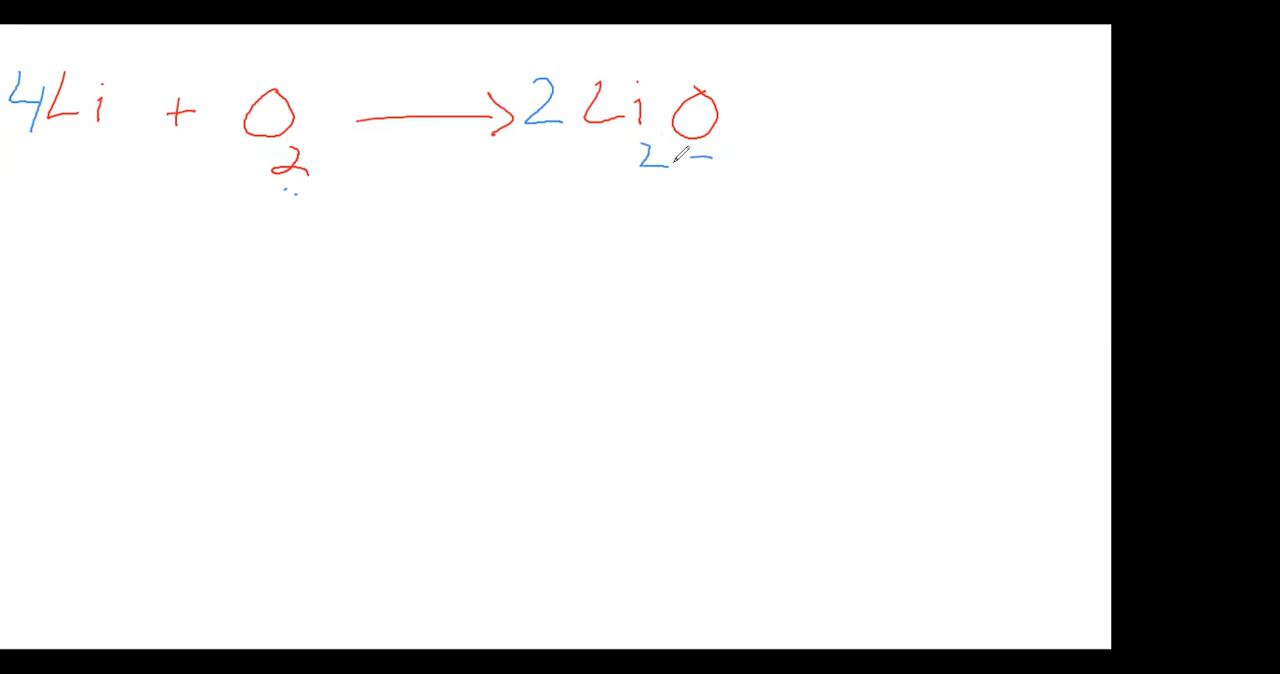 4Li + O₂ → 2Li₂O